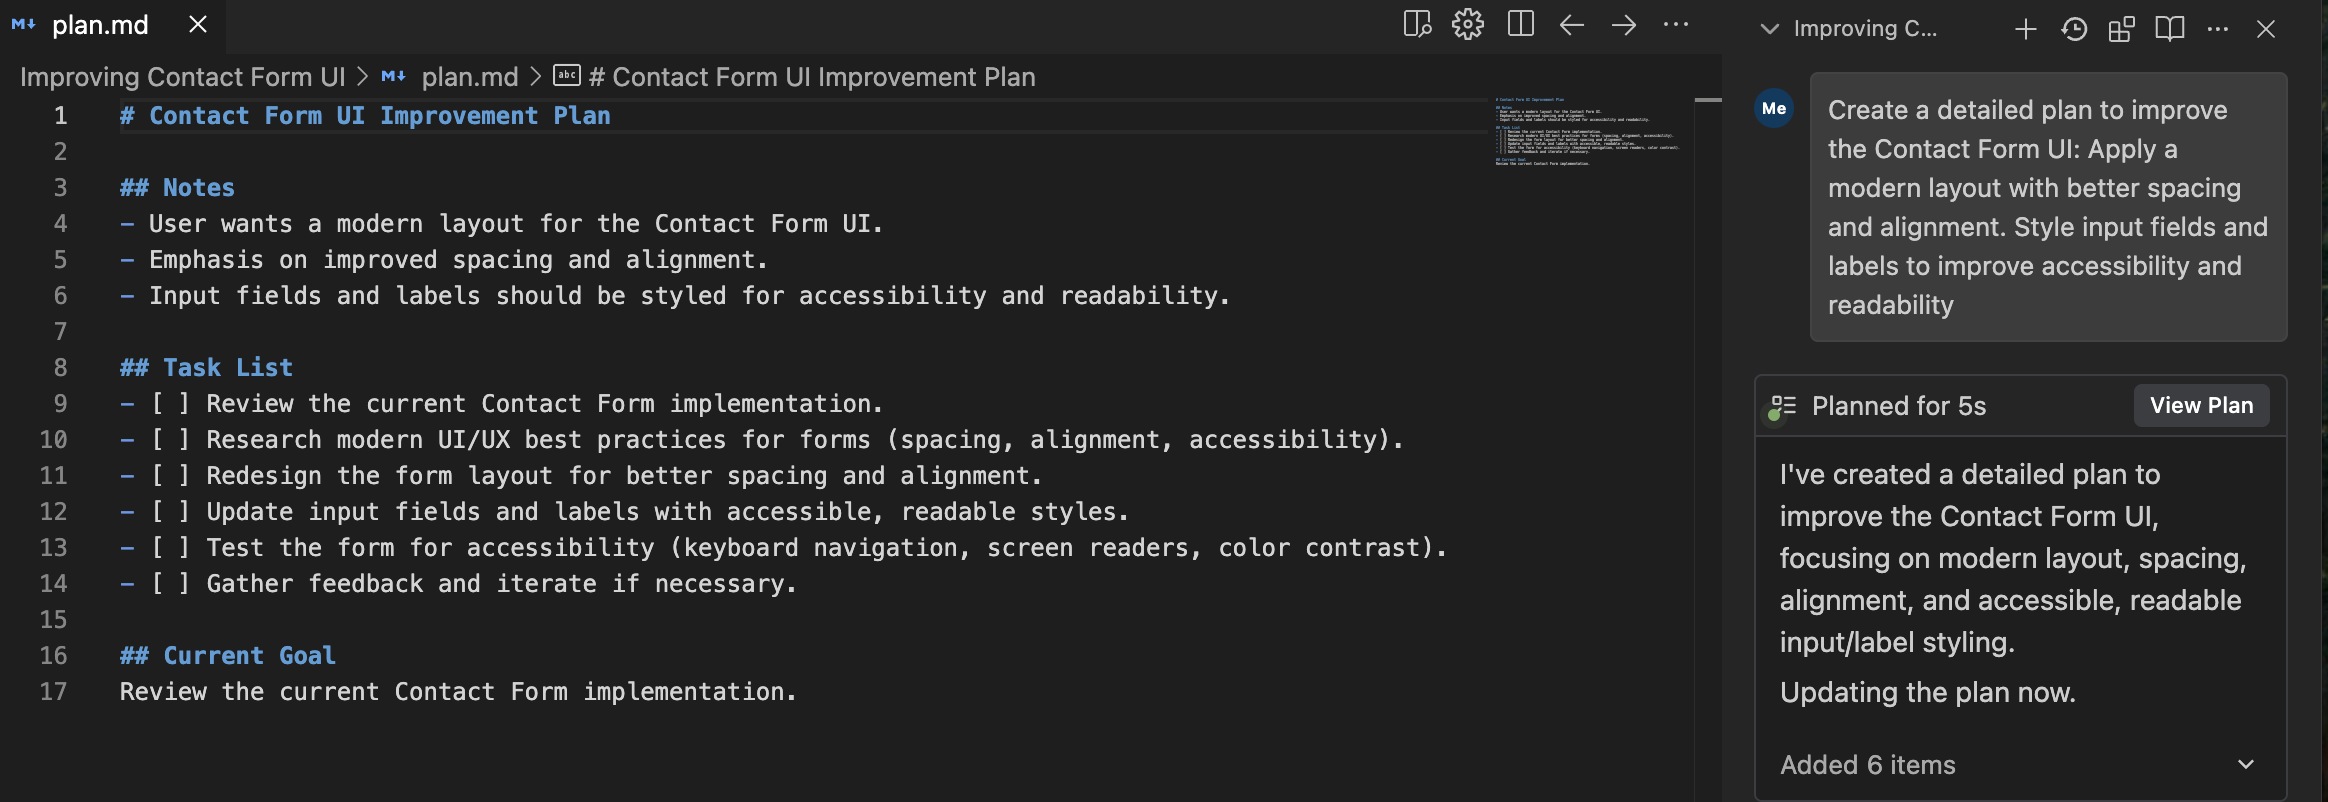 plan.md
Improving Contact Form UI > plan.md > abc # Contact Form UI Improvement Plan
1 # Contact Form UI Improvement Plan
2
3 ## Notes
4 - User wants a modern layout for the Contact Form UI.
5 - Emphasis on improved spacing and alignment.
6 - Input fields and labels should be styled for accessibility and readability.
7
8 ## Task List
9 - [ ] Review the current Contact Form implementation.
10 - [ ] Research modern UI/UX best practices for forms (spacing, alignment, accessibility).
11 - [ ] Redesign the form layout for better spacing and alignment.
12 - [ ] Update input fields and labels with accessible, readable styles.
13 - [ ] Test the form for accessibility (keyboard navigation, screen readers, color contrast).
14 - [ ] Gather feedback and iterate if necessary.
15
16 ## Current Goal
17 Review the current Contact Form implementation.
Improving C...
Me
Create a detailed plan to improve
the Contact Form UI: Apply a
modern layout with better spacing
and alignment. Style input fields and
labels to improve accessibility and
readability
Planned for 5s
View Plan
I've created a detailed plan to
improve the Contact Form UI,
focusing on modern layout, spacing,
alignment, and accessible, readable
input/label styling.
Updating the plan now.
Added 6 items